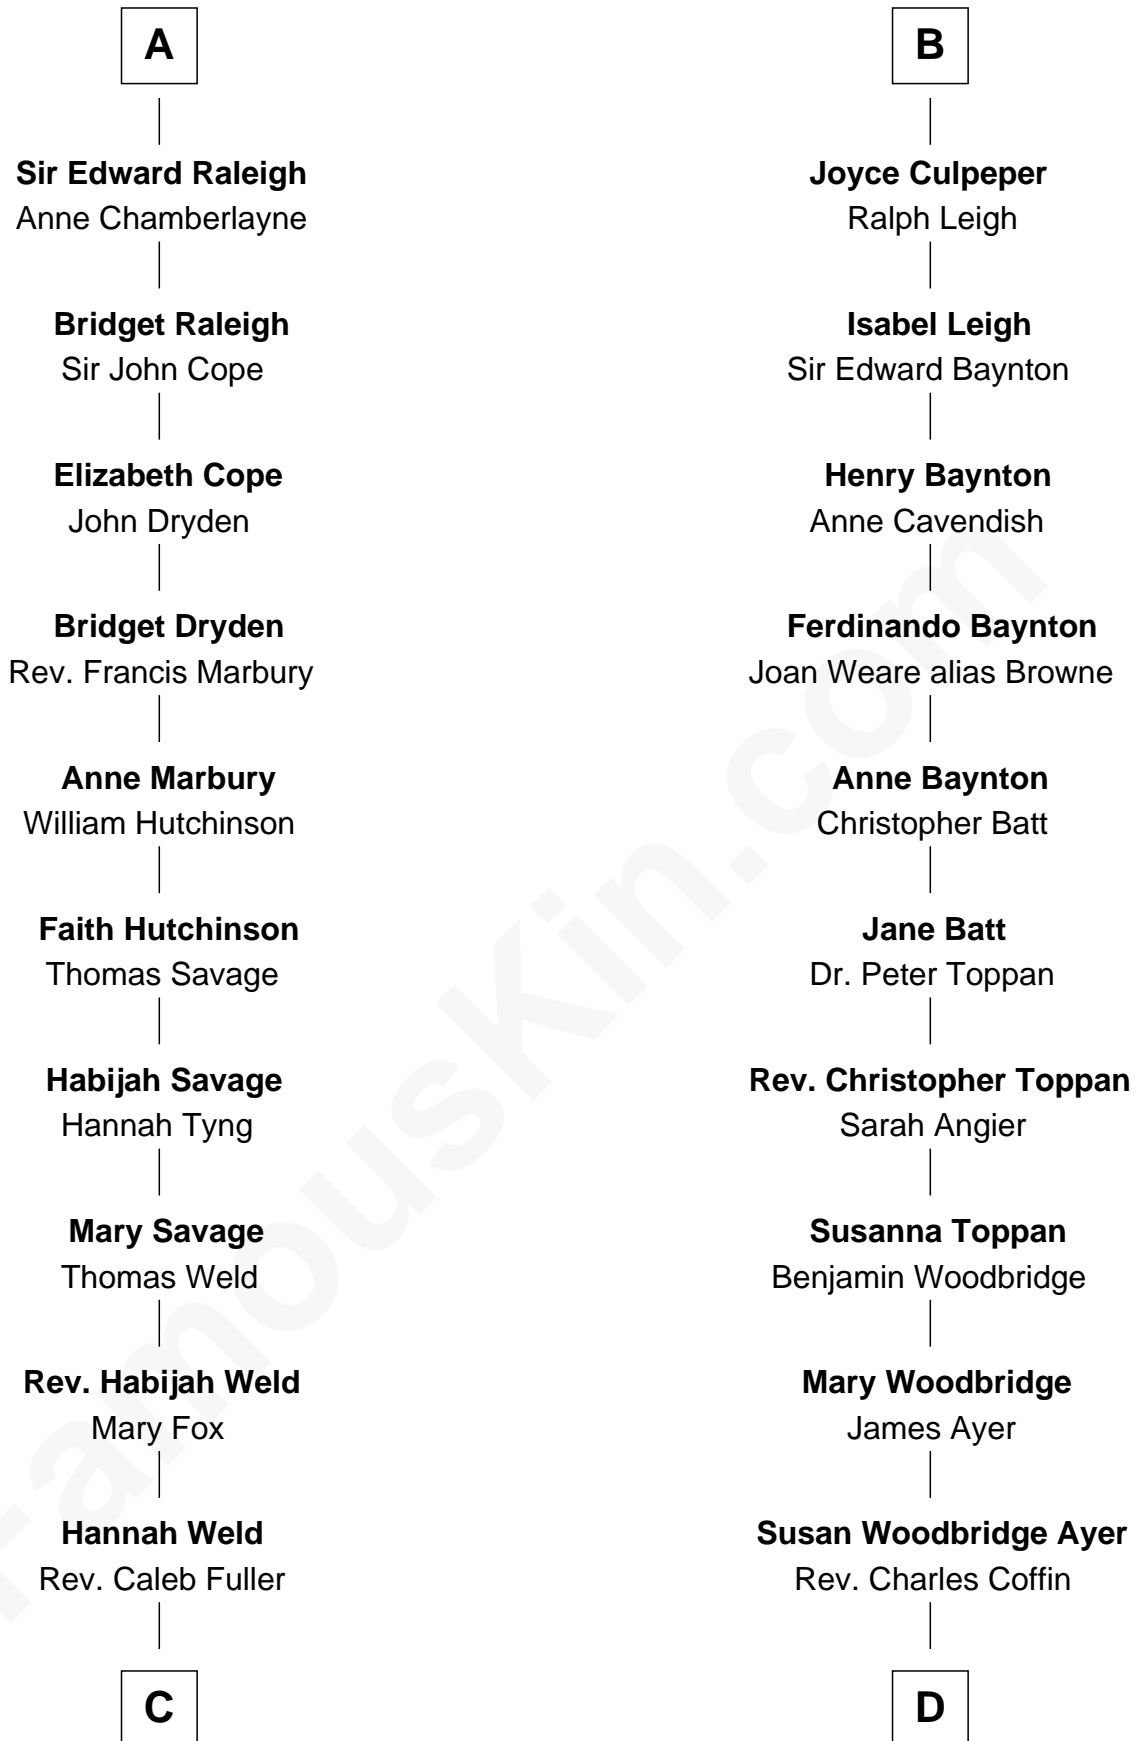 A
Sir Edward Raleigh
Anne Chamberlayne
Bridget Raleigh
Sir John Cope
Elizabeth Cope
John Dryden
Bridget Dryden
Rev. Francis Marbury
Anne Marbury
William Hutchinson
Faith Hutchinson
Thomas Savage
Habijah Savage
Hannah Tyng
Mary Savage
Thomas Weld
Rev. Habijah Weld
Mary Fox
Hannah Weld
Rev. Caleb Fuller
C
B
Joyce Culpeper
Ralph Leigh
Isabel Leigh
Sir Edward Baynton
Henry Baynton
Anne Cavendish
Ferdinando Baynton
Joan Weare alias Browne
Anne Baynton
Christopher Batt
Jane Batt
Dr. Peter Toppan
Rev. Christopher Toppan
Sarah Angier
Susanna Toppan
Benjamin Woodbridge
Mary Woodbridge
James Ayer
Susan Woodbridge Ayer
Rev. Charles Coffin
D
FamousKin.com